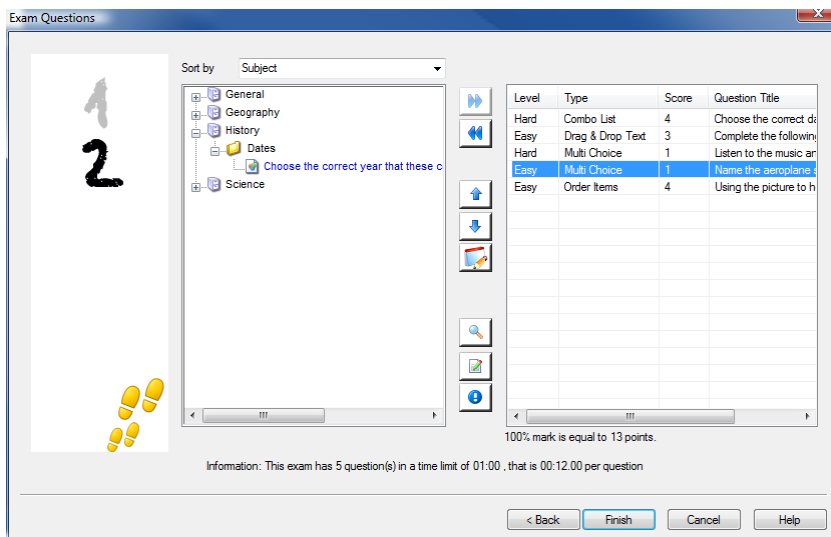 Exam Questions
1
2
Sort by Subject
General
Geography
History
Dates
Choose the correct year that these c
Science
Level Type Score Question Title
Hard Combo List 4 Choose the correct da
Easy Drag & Drop Text 3 Complete the following
Hard Multi Choice 1 Listen to the music an
Easy Multi Choice 1 Name the aeroplane s
Easy Order Items 4 Using the picture to h
100% mark is equal to 13 points.
Information: This exam has 5 question(s) in a time limit of 01:00 , that is 00:12.00 per question
< Back Finish Cancel Help